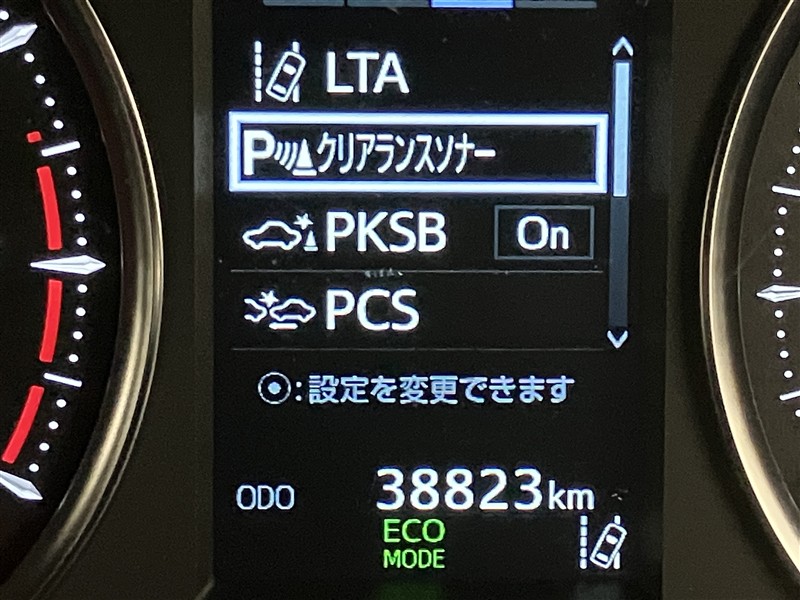 LTA
Pクリアランスソナー
PKSB On
PCS
:設定を変更できます
ODO 38823km
ECO
MODE